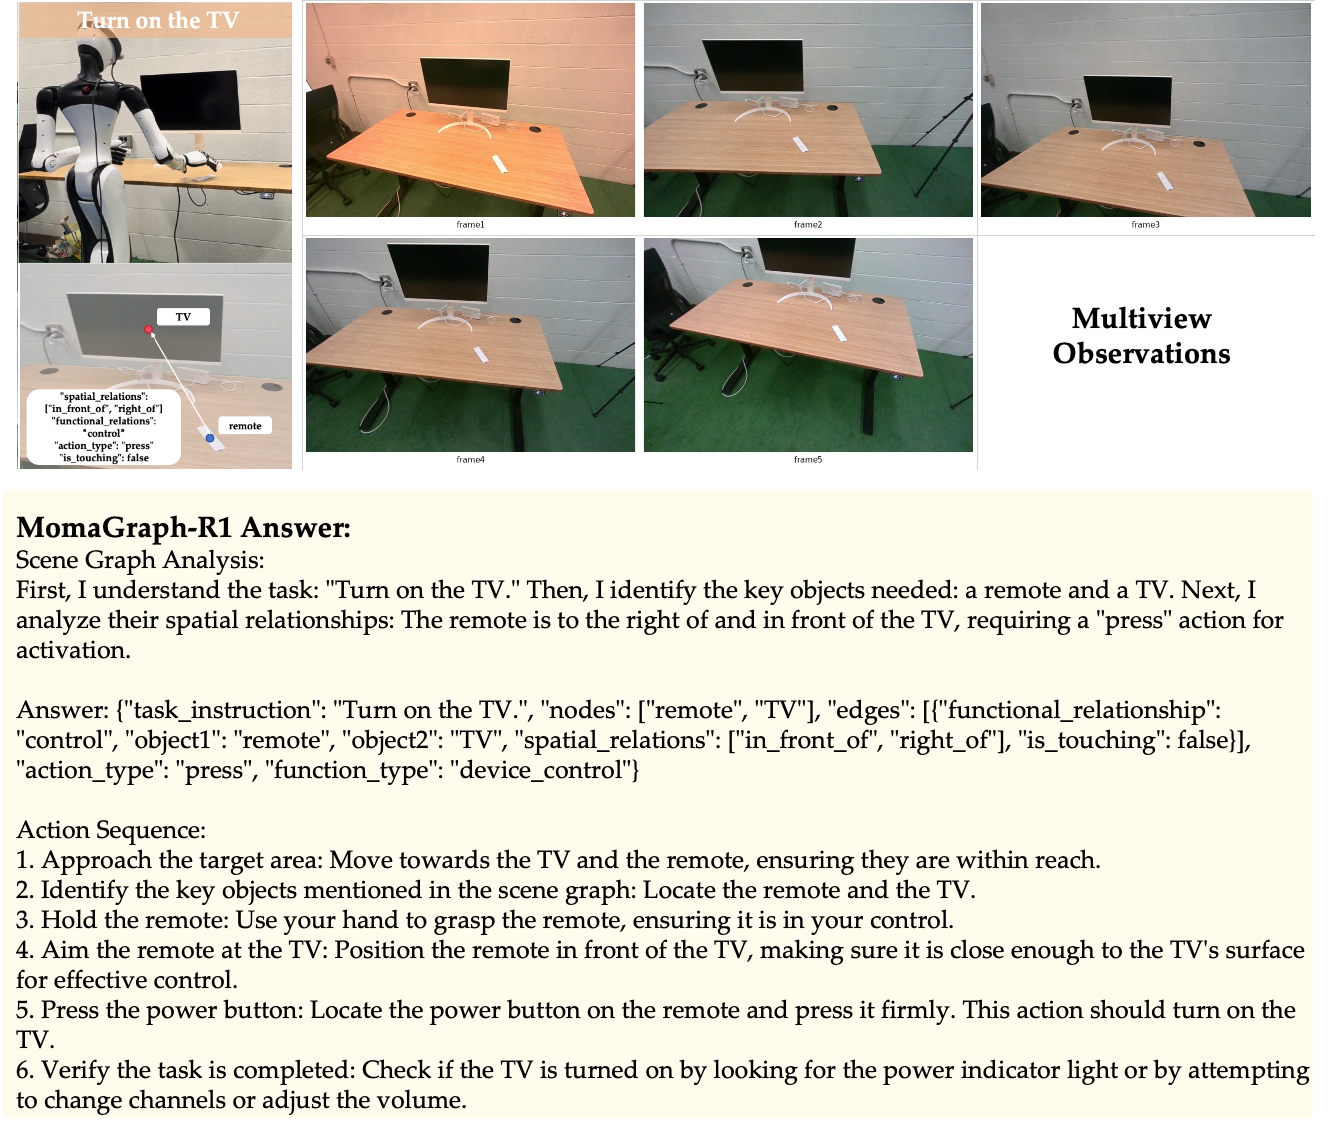 Turn on the TV
frame1
frame2
frame3
TV
"spatial_relations":
["in_front_of", "right_of"]
"functional_relations":
"control"
"action_type": "press"
"is_touching": false
remote
frame4
frame5
Multiview
Observations
MomaGraph-R1 Answer:
Scene Graph Analysis:
First, I understand the task: "Turn on the TV." Then, I identify the key objects needed: a remote and a TV. Next, I
analyze their spatial relationships: The remote is to the right of and in front of the TV, requiring a "press" action for
activation.
Answer: {"task_instruction": "Turn on the TV.", "nodes": ["remote", "TV"], "edges": [{"functional_relationship":
"control", "object1": "remote", "object2": "TV", "spatial_relations": ["in_front_of", "right_of"], "is_touching": false}],
"action_type": "press", "function_type": "device_control"}
Action Sequence:
1. Approach the target area: Move towards the TV and the remote, ensuring they are within reach.
2. Identify the key objects mentioned in the scene graph: Locate the remote and the TV.
3. Hold the remote: Use your hand to grasp the remote, ensuring it is in your control.
4. Aim the remote at the TV: Position the remote in front of the TV, making sure it is close enough to the TV's surface
for effective control.
5. Press the power button: Locate the power button on the remote and press it firmly. This action should turn on the
TV.
6. Verify the task is completed: Check if the TV is turned on by looking for the power indicator light or by attempting
to change channels or adjust the volume.